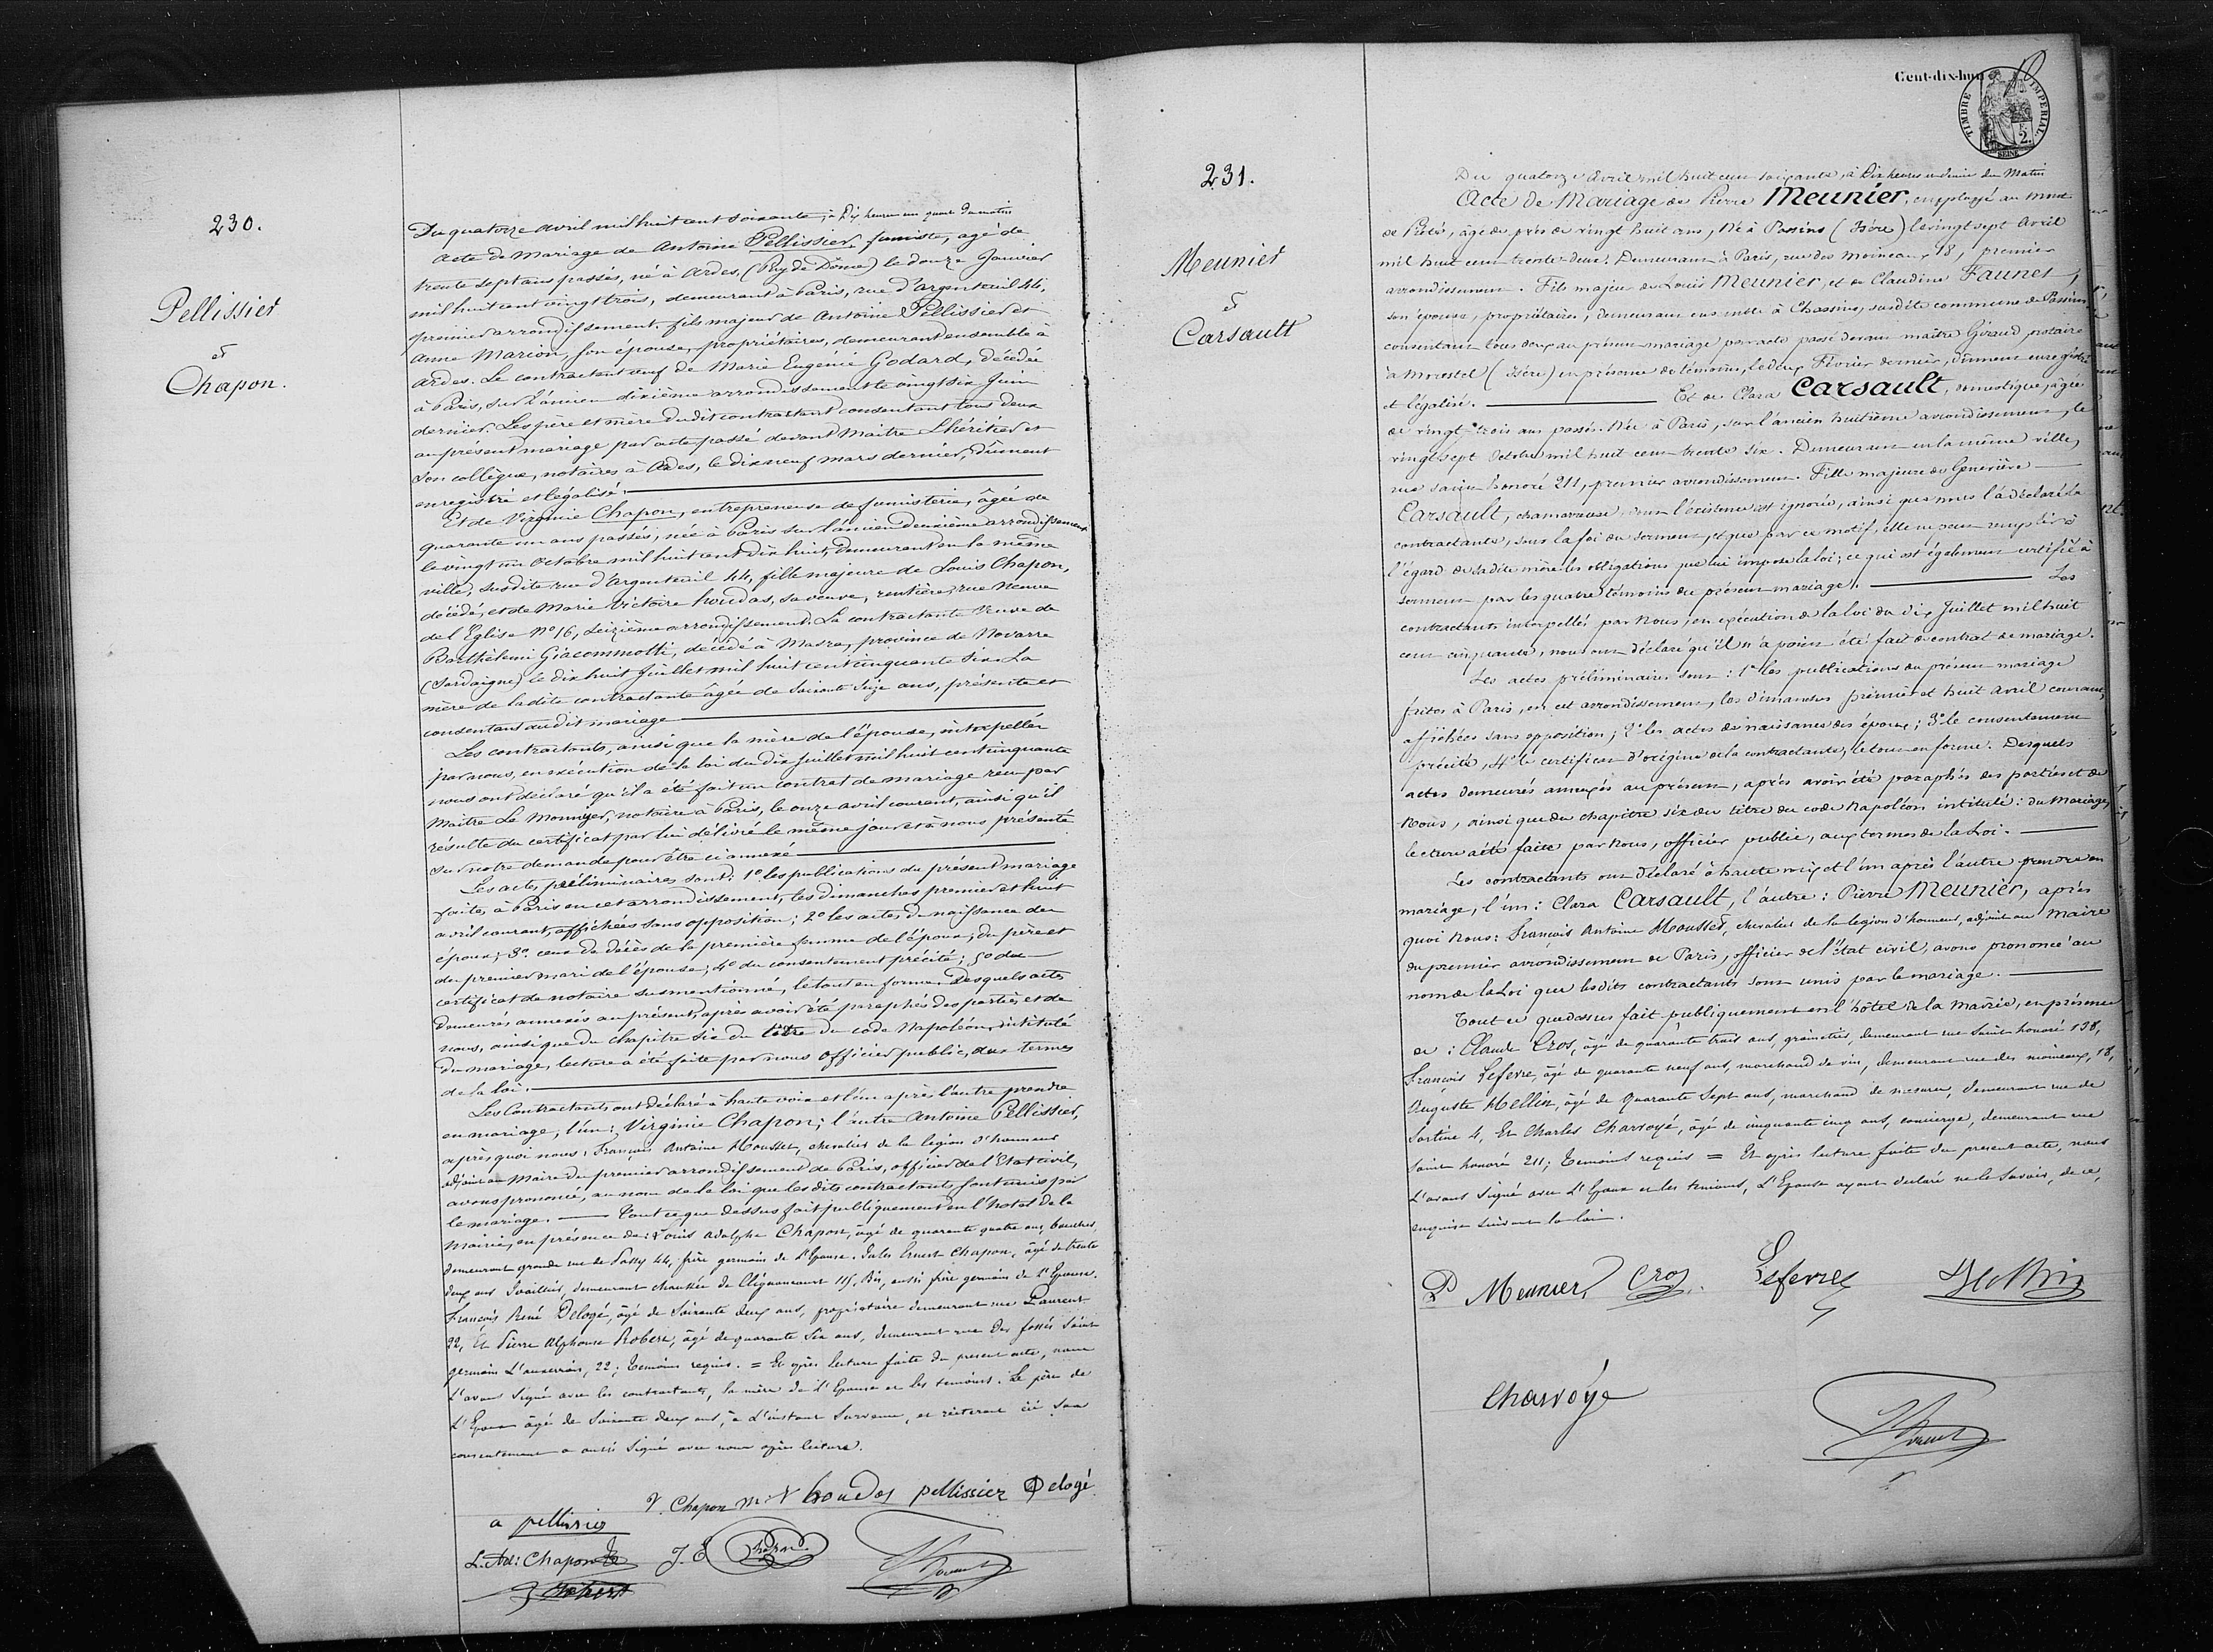 230.
Pellissier
et
Chapon.
Du quatorze avril mil huit cent soixante, à Dix heures un quart du matin
Acte de Mariage de Antoine Pellissier, fumiste, agé de
trente sept ans passés, né à Ardes, (Puy de Dôme) le douze Janvier
mil huit cent vingt trois, demeurant à Paris, rue d'argenteuil 44,
premier arrondissement. fils majeur de Antoine Pellissier et
Anne Marion, son épouse, propriétaires, demeurant ensemble à
Ardes. Le contractant veuf de Marie Eugénie Godard, décédée
à Paris, sur l'ancien dixième arrondissement le vingt six Juin
dernier. Les père et mère dudit contractant consentant tous deux
au présent mariage par acte passé devant Maitre Lhéritier et
son collègue, notaires à Ardes, le dix neuf mars dernier, dûment
enregistré et légalisé.
Et de Virginie Chapon, entrepreneuse de fumisterie, âgée de
quarante un ans passés, née à Paris sur l'ancien deuxième arrondissement
le vingt un Octobre mil huit cent dix huit, demeurant en la même
ville, susdite rue d'argenteuil 44, fille majeure de Louis Chapon,
décédé, et de Marie Victoire houdas, sa veuve, rentière, rue Neuve
de l'Eglise No 16, seizième arrondissement. La contractante Veuve de
Barthélemi Giacommotti, décédé à Masra, province de Novarre
(Sardaigne) le dix huit Juillet mil huit cent cinquante six. La
mère de la dite contractante âgée de soixante seize ans, présente et
consentant audit mariage
Les contractants, ainsi que la mère de l'épouse, interpellés
par nous, en exécution de la loi du dix juillet mil huit cent cinquante
nous ont déclaré qu'il a été fait un contrat de mariage reçu par
Maitre Le Monnyer, notaire à Paris, le onze avril courant, ainsi qu'il
résulte du certificat par lui délivré le même jour et à nous présenté
sur notre demande pour être ci annexé
Les actes préliminaires sont: 1o les publications du présent mariage
faites à Paris en cet arrondissement, les dimanches premier et huit
avril courant, affichées sans opposition; 2o les actes de naissance des
époux; 3o ceux de décès de la première femme de l'époux; du père et
du premier mari de l'épouse; 4o du consentement précité; 5o du
certificat de notaire susmentionné, le tout en forme. Desquels actes
demeurés annexés au présent, après avoir été paraphés des parties et de
nous, ainsi que du chapitre six du titre du code Napoléon, intitulé
du mariage, lecture a été faite par nous officier public, aux termes
de la loi.
Les Contractants ont déclaré à haute voix et l'un après l'autre prendre
en mariage, l'un: Virginie Chapon; l'autre Antoine Pellissier,
après quoi nous: François Antoine Mousset, chevalier de la légion d'honneur
adjoint au Maire du premier arrondissement de Paris, officier de l'Etat civil,
avons prononcé, au nom de la loi que les dits contractants sont unis par
le mariage. Tout ce que dessus fait publiquement en l'hotel de la
Mairie, en présence de: Louis Adolphe Chapon, âgé de quarante quatre ans, boucher,
demeurant grande rue de Passy 44, frère germain de l'Epouse. Jules Ernest Chapon, âgé de trente
deux ans, demeurant chaussée de Clignancourt 115, Bis, aussi frère germain de l'Epouse.
François René Delogé, âgé de Soixante deux ans, propriétaire demeurant rue Laurent
22, Et Pierre Alphonse Robert, âgé de quarante six ans, demeurant rue des fossés Saint
germain L'auxerrois, 22; temoins requis. = Et après lecture faite du present acte, nous
L'avons signé avec les contractants, la mère de l'Epouse et les témoins. Le père de
L'Epoux âgé de soixante deux ans, à l'instant survenu, et réiterant ici son
consentement a aussi signé avec nous après lecture.
V. Chapon m. V houdas pellissier Delogé
a pellissier
L. Ad: Chapon J. E Chapon
Robert
Cent-dix-huit
TIMBRE IMPERIAL
2.
SEINE
231.
Meunier
et
Carsault
Du quatorze Avril mil huit cent soixante, à Dix heures et demie du Matin
Acte de Mariage de Pierre Meunier, employé au Mont
de Piété, âgé de près de vingt huit ans, Né à Passins (Isère) le vingt sept Avril
mil huit cent trente deux. Demeurant à Paris, rue des Moineaux, 18, premier
arrondissement. Fils majeur de Louis Meunier, et de Claudine Faunet,
son épouse, propriétaires, demeurant ensemble à Chassins, susdite commune de Passins
consentant tous deux au présent mariage par acte passé devant maître Giraud, notaire
à Morestel (Isère) en présence de témoins, le deux Février dernier, dûment enregistré
et légalisé. Et de Clara Carsault, domestique, âgée
de vingt-trois ans passés. Née à Paris, sur l'ancien huitième arrondissement, le
vingt sept Octobre mil huit cent trente six. Demeurant en la même ville,
rue Saint honoré 211, premier arrondissement. Fille majeure de Geneviève
Carsault, chamarreuse dont l'existence est ignorée, ainsi que nous l'a déclaré la
contractante, sous la foi du serment, et que par ce motif, elle ne peut remplir à
l'égard de sa dite mère les obligations que lui impose la loi; ce qui est également certifié à
serment par les quatre témoins du présent mariage. Les
contractants interpellés par Nous, en exécution de la loi du dix Juillet mil huit
cent cinquante, nous ont déclaré qu'il n'a point été fait de contrat de mariage.
Les actes préliminaires sont: 1o les publications du présent mariage
faites à Paris, en cet arrondissement, les dimanches premier et huit avril courant,
affichées sans opposition; 2o les actes de naissance des époux; 3o le consentement
précité, 4o le certificat d'origine de la contractante, le tout en forme. Desquels
actes demeurés annexés au présent, après avoir été paraphés des parties et de
Nous, ainsi que du chapitre six du titre du code Napoléon intitulé: du Mariage,
lecture a été faite par Nous, officier public, aux termes de la Loi.
Les contractants ont déclaré à haute voix et l'un après l'autre prendre en
mariage, l'un: Clara Carsault, l'autre: Pierre Meunier, après
quoi Nous: François Antoine Mousset, chevalier de la légion d'honneur, adjoint au Maire
du premier arrondissement de Paris, officier de l'état civil, avons prononcé au
nom de la Loi que les dits contractants sont unis par le mariage.
Tout ce que dessus fait publiquement en l'hôtel de la Mairie, en présence
de: Claude Cros, âgé de quarante trois ans, grainetier, demeurant rue Saint honoré 138,
François Lefevre, âgé de quarante neuf ans, marchand de vin, demeurant rue des moineaux, 18,
Auguste Hellin, âgé de Quarante Sept ans, marchand de mesures, demeurant rue de
Sartine 4, Et Charles Charroyé, âgé de cinquante cinq ans, concierge, demeurant rue
Saint honoré 211; Temoins requis = Et après lecture faite du present acte, nous
L'avons signé avec L'Epoux et les temoins, L'Epouse ayant declaré ne le savoir, de ce,
enquise suivant la loi.
P Meunier Cros. Lefevre Hellin
Charroye